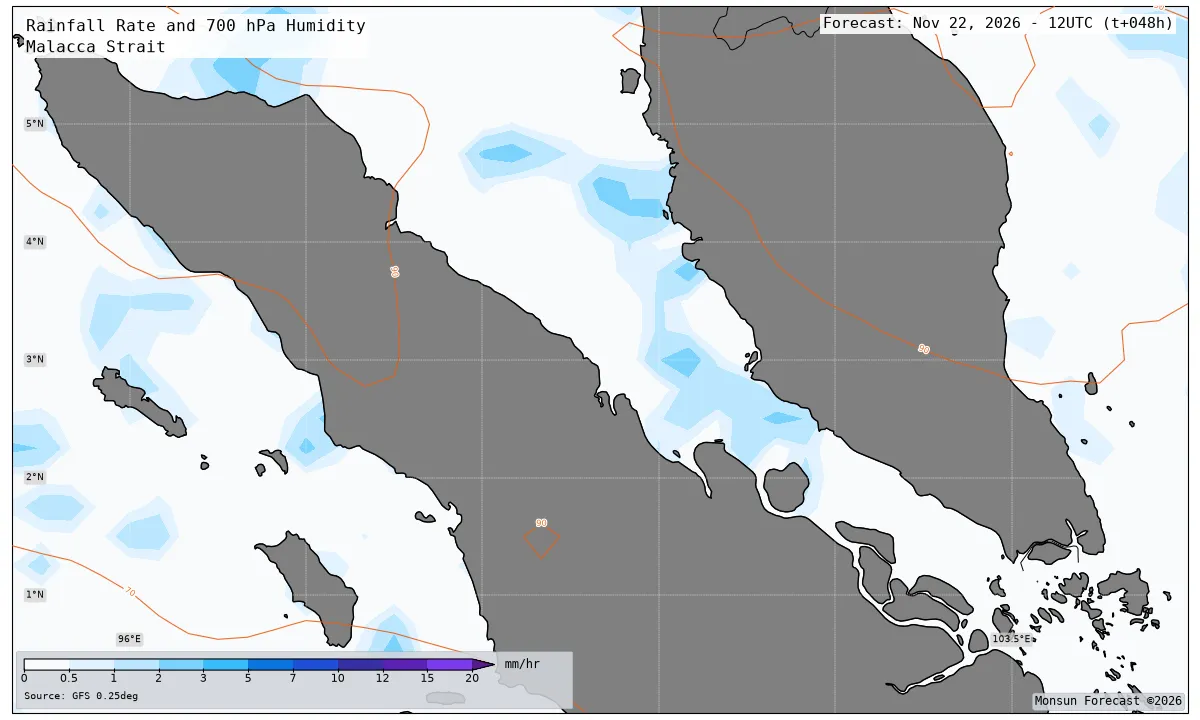 Rainfall Rate and 700 hPa Humidity
Malacca Strait
Forecast: Nov 22, 2026 - 12UTC (t+048h)
5°N
4°N
90
90
3°N
2°N
90
1°N
70
96°E
103.5°E
mm/hr
0 0.5 1 2 3 5 7 10 12 15 20
Source: GFS 0.25deg
Monsun Forecast ©2026